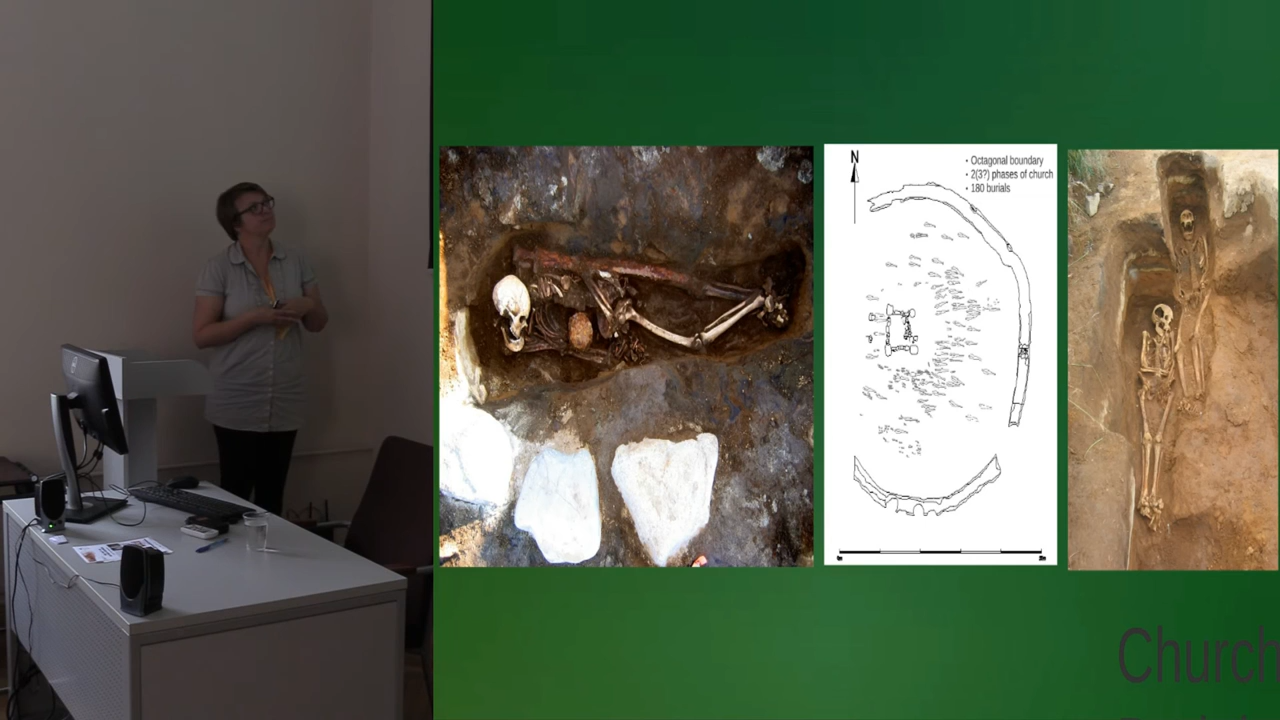 N
• Octagonal boundary
• 2(3?) phases of church
• 180 burials
Church